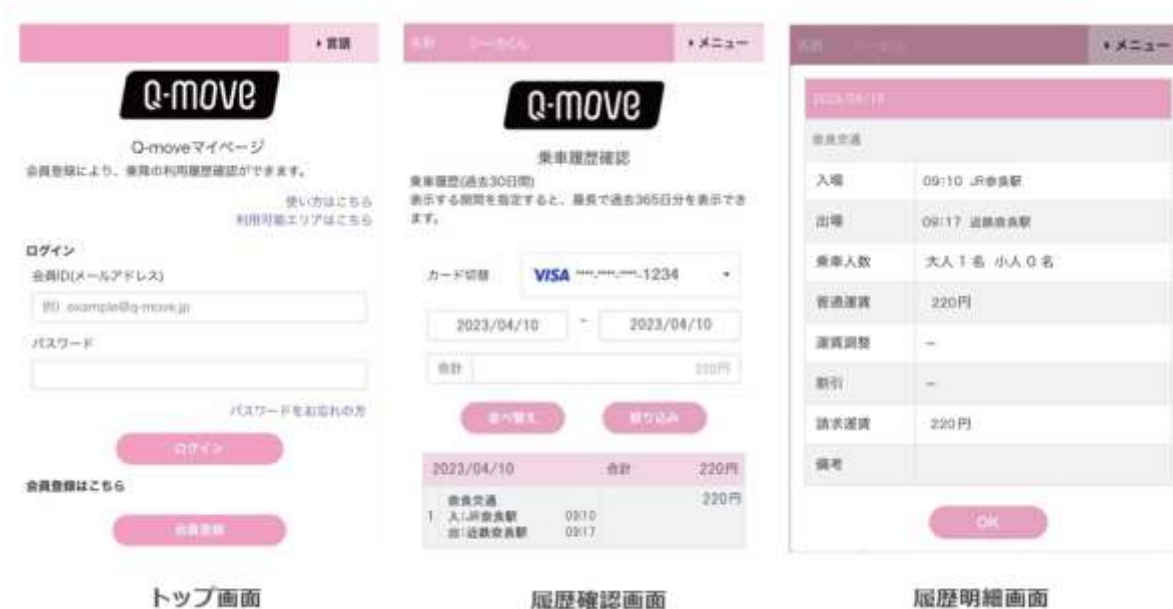 ▸言語
Q-move
Q-moveマイページ
会員登録により、乗降の利用履歴確認ができます。
使い方はこちら
利用可能エリアはこちら
ログイン
会員ID(メールアドレス)
例) example@q-move.jp
パスワード
パスワードをお忘れの方
ログイン
会員登録はこちら
会員登録
トップ画面
名前
▸メニュー
Q-move
乗車履歴確認
乗車履歴(過去30日間)
表示する期間を指定すると、最長で過去365日分を表示でき
ます。
カード切替 VISA ****-****-****-1234
2023/04/10 ~ 2023/04/10
合計 220円
並べ替え 絞り込み
2023/04/10 合計 220円
奈良交通 220円
1 入:JR奈良駅 09:10
出:近鉄奈良駅 09:17
履歴確認画面
名前
▸メニュー
2023/04/10
奈良交通
入場 09:10 JR奈良駅
出場 09:17 近鉄奈良駅
乗車人数 大人1名 小人0名
普通運賃 220円
運賃調整 –
割引 –
請求運賃 220円
備考
OK
履歴明細画面